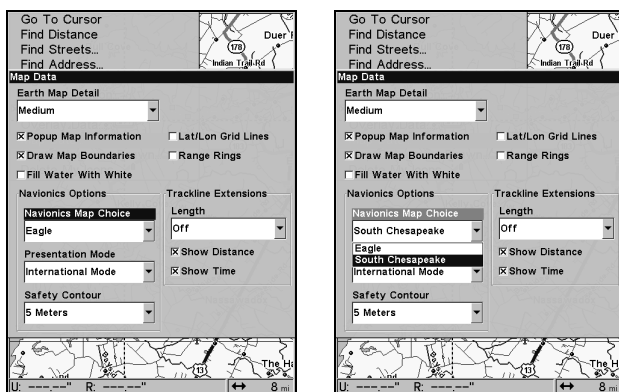 Go To Cursor
Find Distance
Find Streets...
Find Address...
178
Duer
Indian Trail Rd
Map Data
Earth Map Detail
Medium
Popup Map Information
Lat/Lon Grid Lines
Draw Map Boundaries
Range Rings
Fill Water With White
Navionics Options
Trackline Extensions
Navionics Map Choice
Length
Eagle
Off
Presentation Mode
Show Distance
International Mode
Show Time
Safety Contour
5 Meters
13
The
U: ---.--" R: ---.--" ↔ 8 mi
Go To Cursor
Find Distance
Find Streets...
Find Address...
178
Duer
Indian Trail Rd
Map Data
Earth Map Detail
Medium
Popup Map Information
Lat/Lon Grid Lines
Draw Map Boundaries
Range Rings
Fill Water With White
Navionics Options
Trackline Extensions
Navionics Map Choice
Length
South Chesapeake
Off
Eagle
South Chesapeake
Show Distance
International Mode
Show Time
Safety Contour
5 Meters
13
The
U: ---.--" R: ---.--" ↔ 8 mi